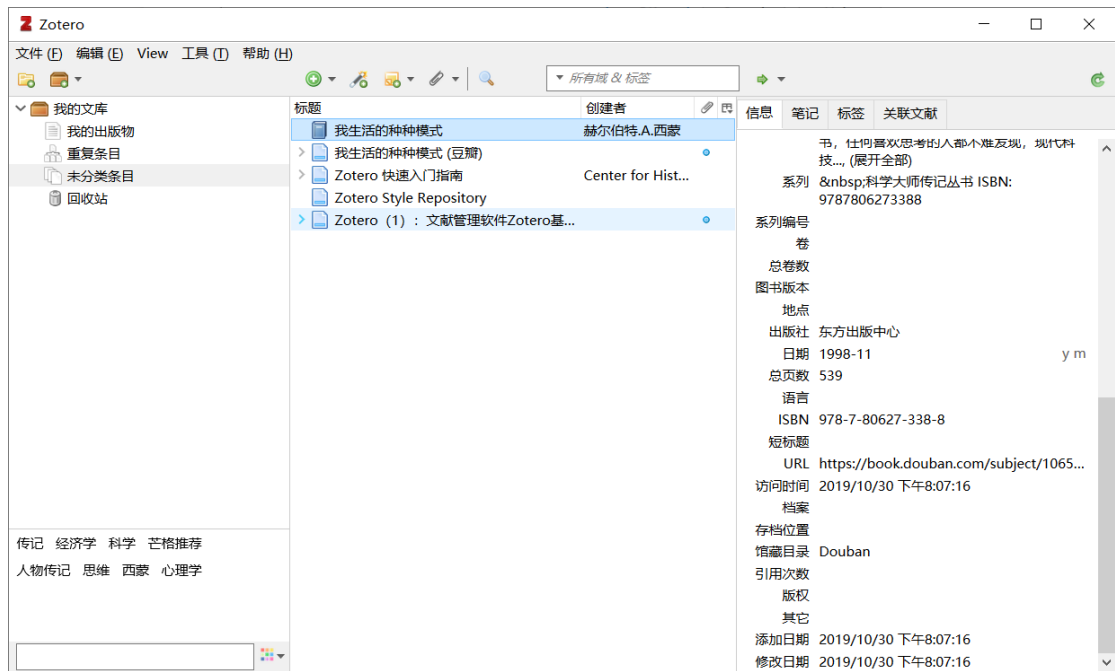 Zotero
文件 (F) 编辑 (E) View 工具 (T) 帮助 (H)
所有域 & 标签
我的文库
我的出版物
重复条目
未分类条目
回收站
传记 经济学 科学 芒格推荐
人物传记 思维 西蒙 心理学
标题 创建者
我生活的种种模式 赫尔伯特.A.西蒙
我生活的种种模式 (豆瓣)
Zotero 快速入门指南 Center for Hist...
Zotero Style Repository
Zotero（1）：文献管理软件Zotero基...
信息 笔记 标签 关联文献
书，任何喜欢思考的人都不难发现，现代科
技..., (展开全部)
系列 &nbsp;科学大师传记丛书 ISBN:
9787806273388
系列编号
卷
总卷数
图书版本
地点
出版社 东方出版中心
日期 1998-11 y m
总页数 539
语言
ISBN 978-7-80627-338-8
短标题
URL https://book.douban.com/subject/1065...
访问时间 2019/10/30 下午8:07:16
档案
存档位置
馆藏目录 Douban
引用次数
版权
其它
添加日期 2019/10/30 下午8:07:16
修改日期 2019/10/30 下午8:07:16